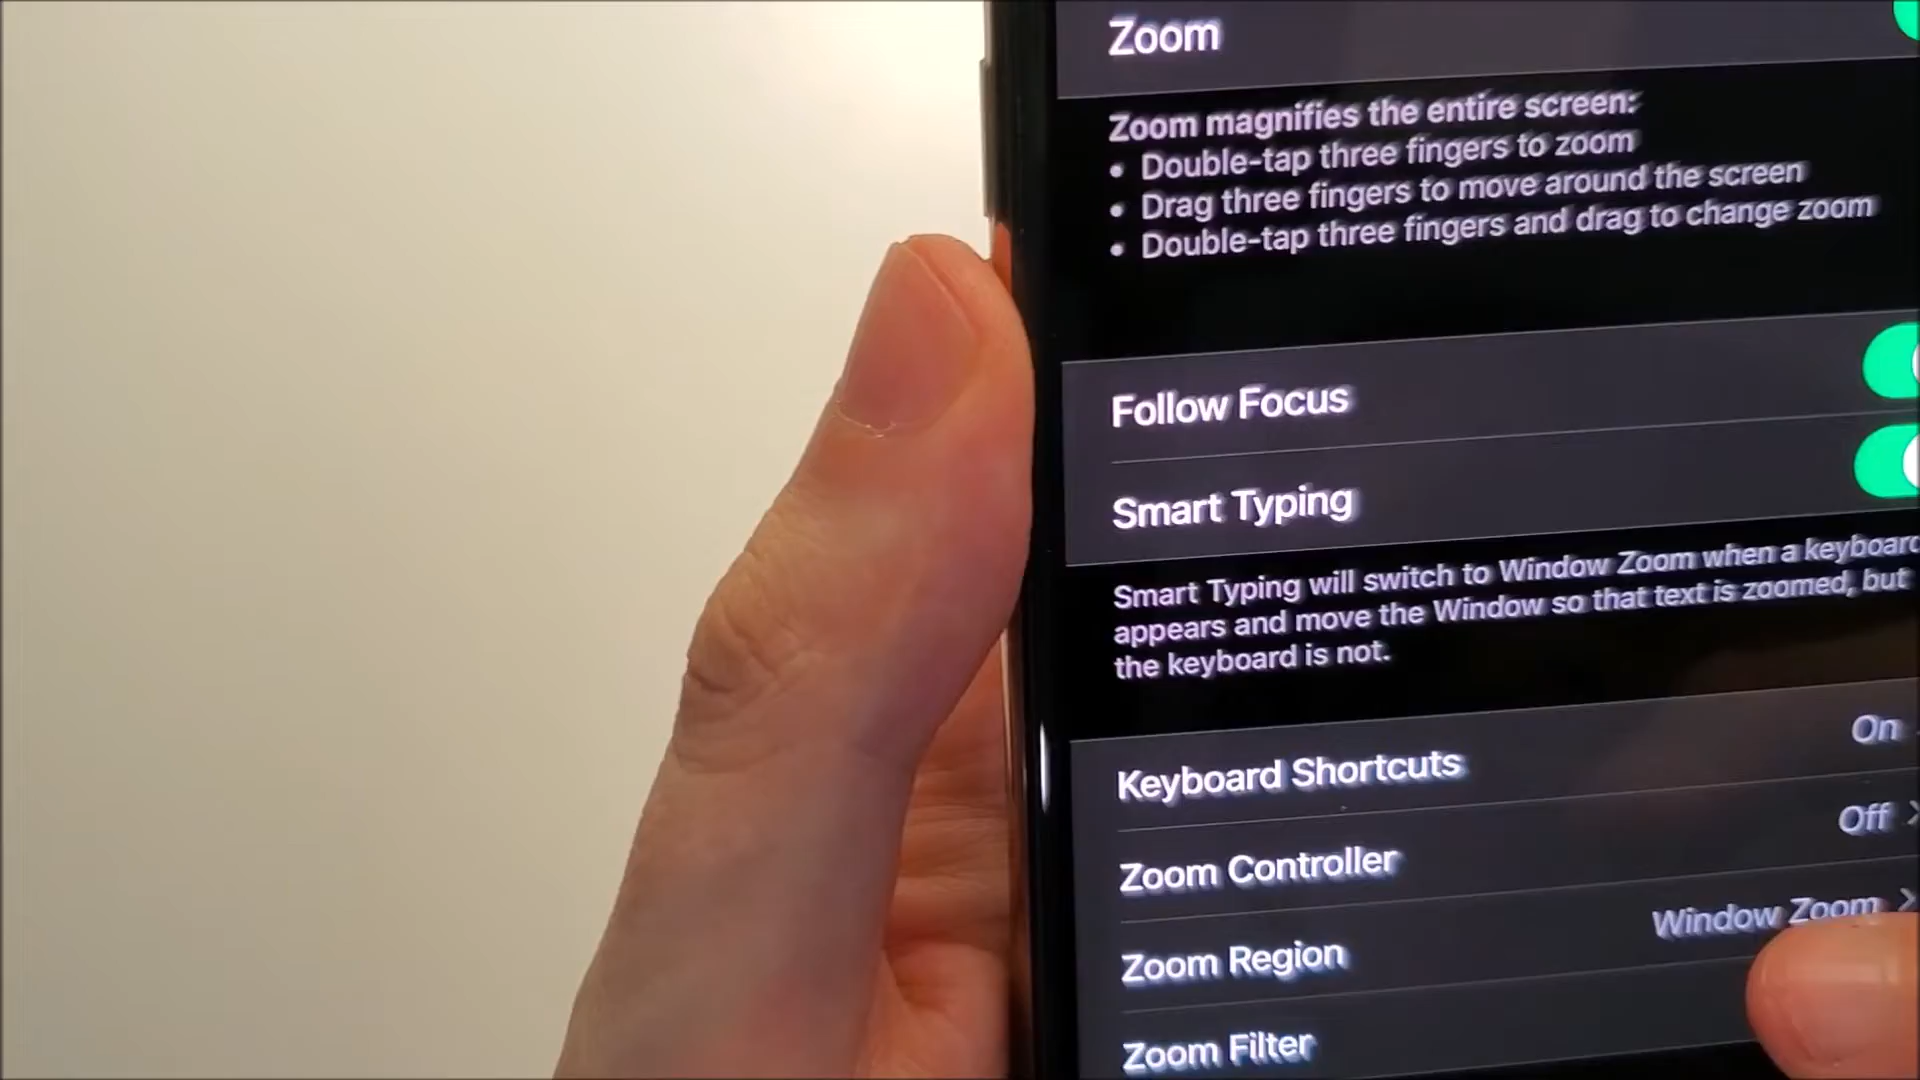 Zoom
Zoom magnifies the entire screen:
• Double-tap three fingers to zoom
• Drag three fingers to move around the screen
• Double-tap three fingers and drag to change zoom
Follow Focus
Smart Typing
Smart Typing will switch to Window Zoom when a keyboard
appears and move the Window so that text is zoomed, but
the keyboard is not.
Keyboard Shortcuts On
Zoom Controller Off
Zoom Region Window Zoom
Zoom Filter